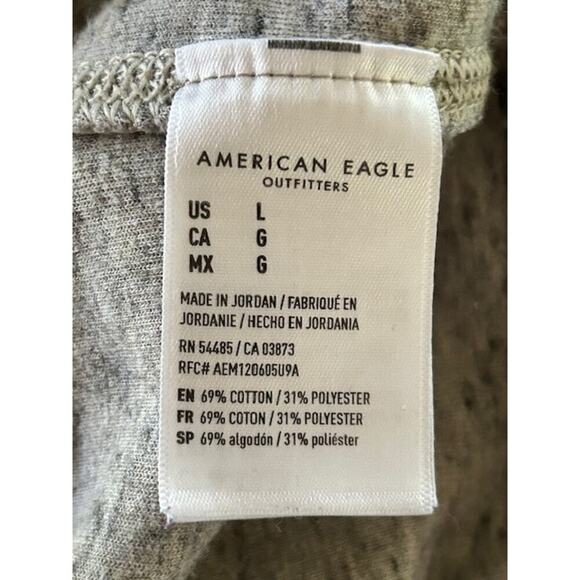 AMERICAN EAGLE
OUTFITTERS
US L
CA G
MX G
MADE IN JORDAN / FABRIQUÉ EN
JORDANIE / HECHO EN JORDANIA
RN 54485 / CA 03873
RFC# AEM120605U9A
EN 69% COTTON / 31% POLYESTER
FR 69% COTON / 31% POLYESTER
SP 69% algodón / 31% poliéster